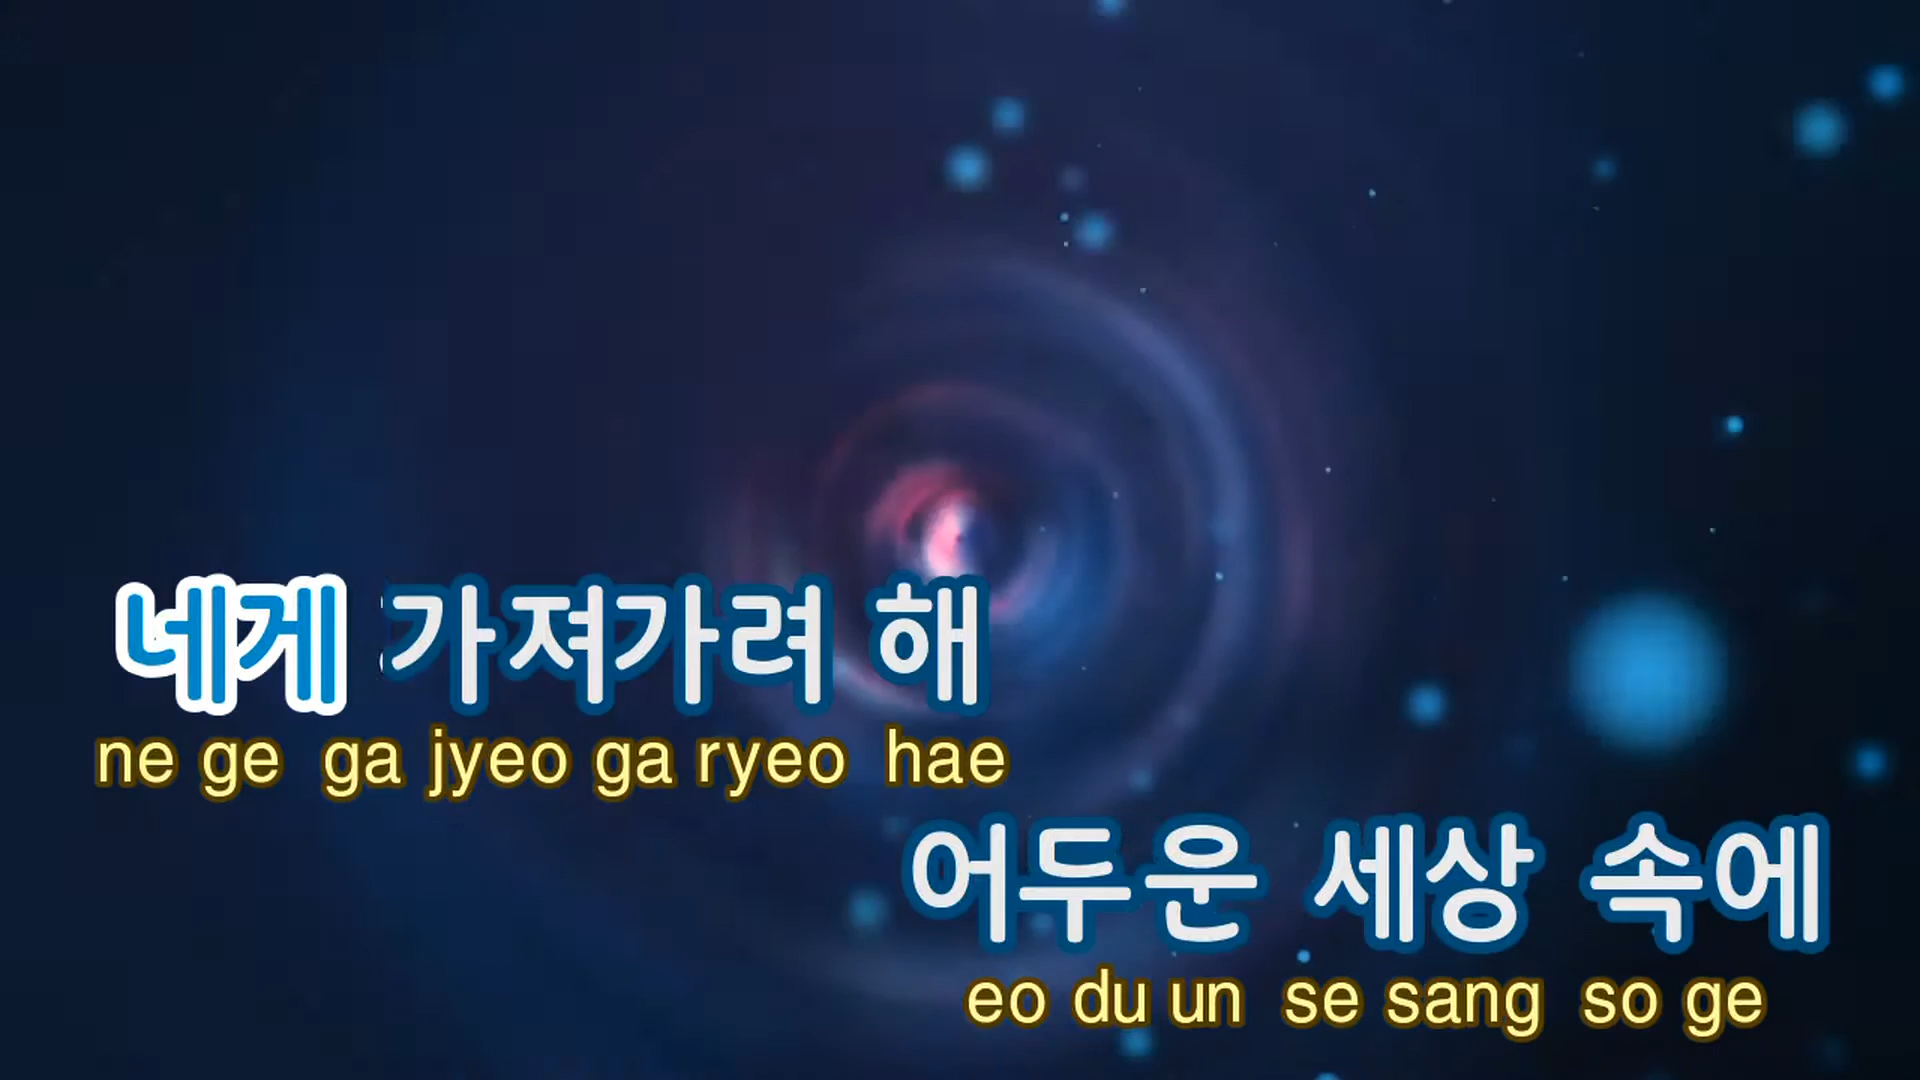 네게 가져가려 해
ne ge ga jyeo ga ryeo hae
어두운 세상 속에
eo du un se sang so ge